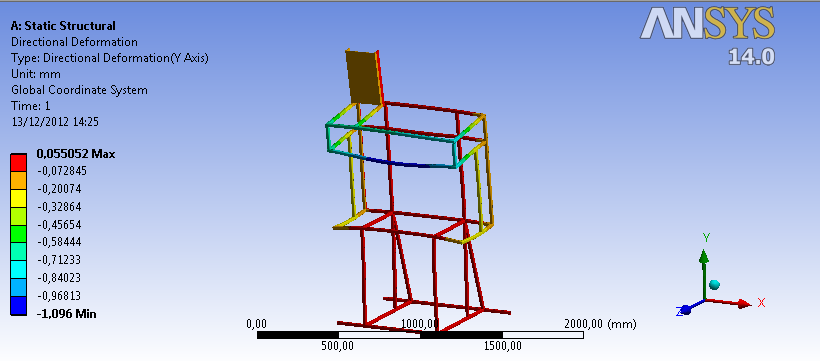 A: Static Structural
Directional Deformation
Type: Directional Deformation(Y Axis)
Unit: mm
Global Coordinate System
Time: 1
13/12/2012 14:25
ANSYS
14.0
0,055052 Max
-0,072845
-0,20074
-0,32864
-0,45654
-0,58444
-0,71233
-0,84023
-0,96813
-1,096 Min
Y
X
Z
0,00 1000,00 2000,00 (mm)
500,00 1500,00